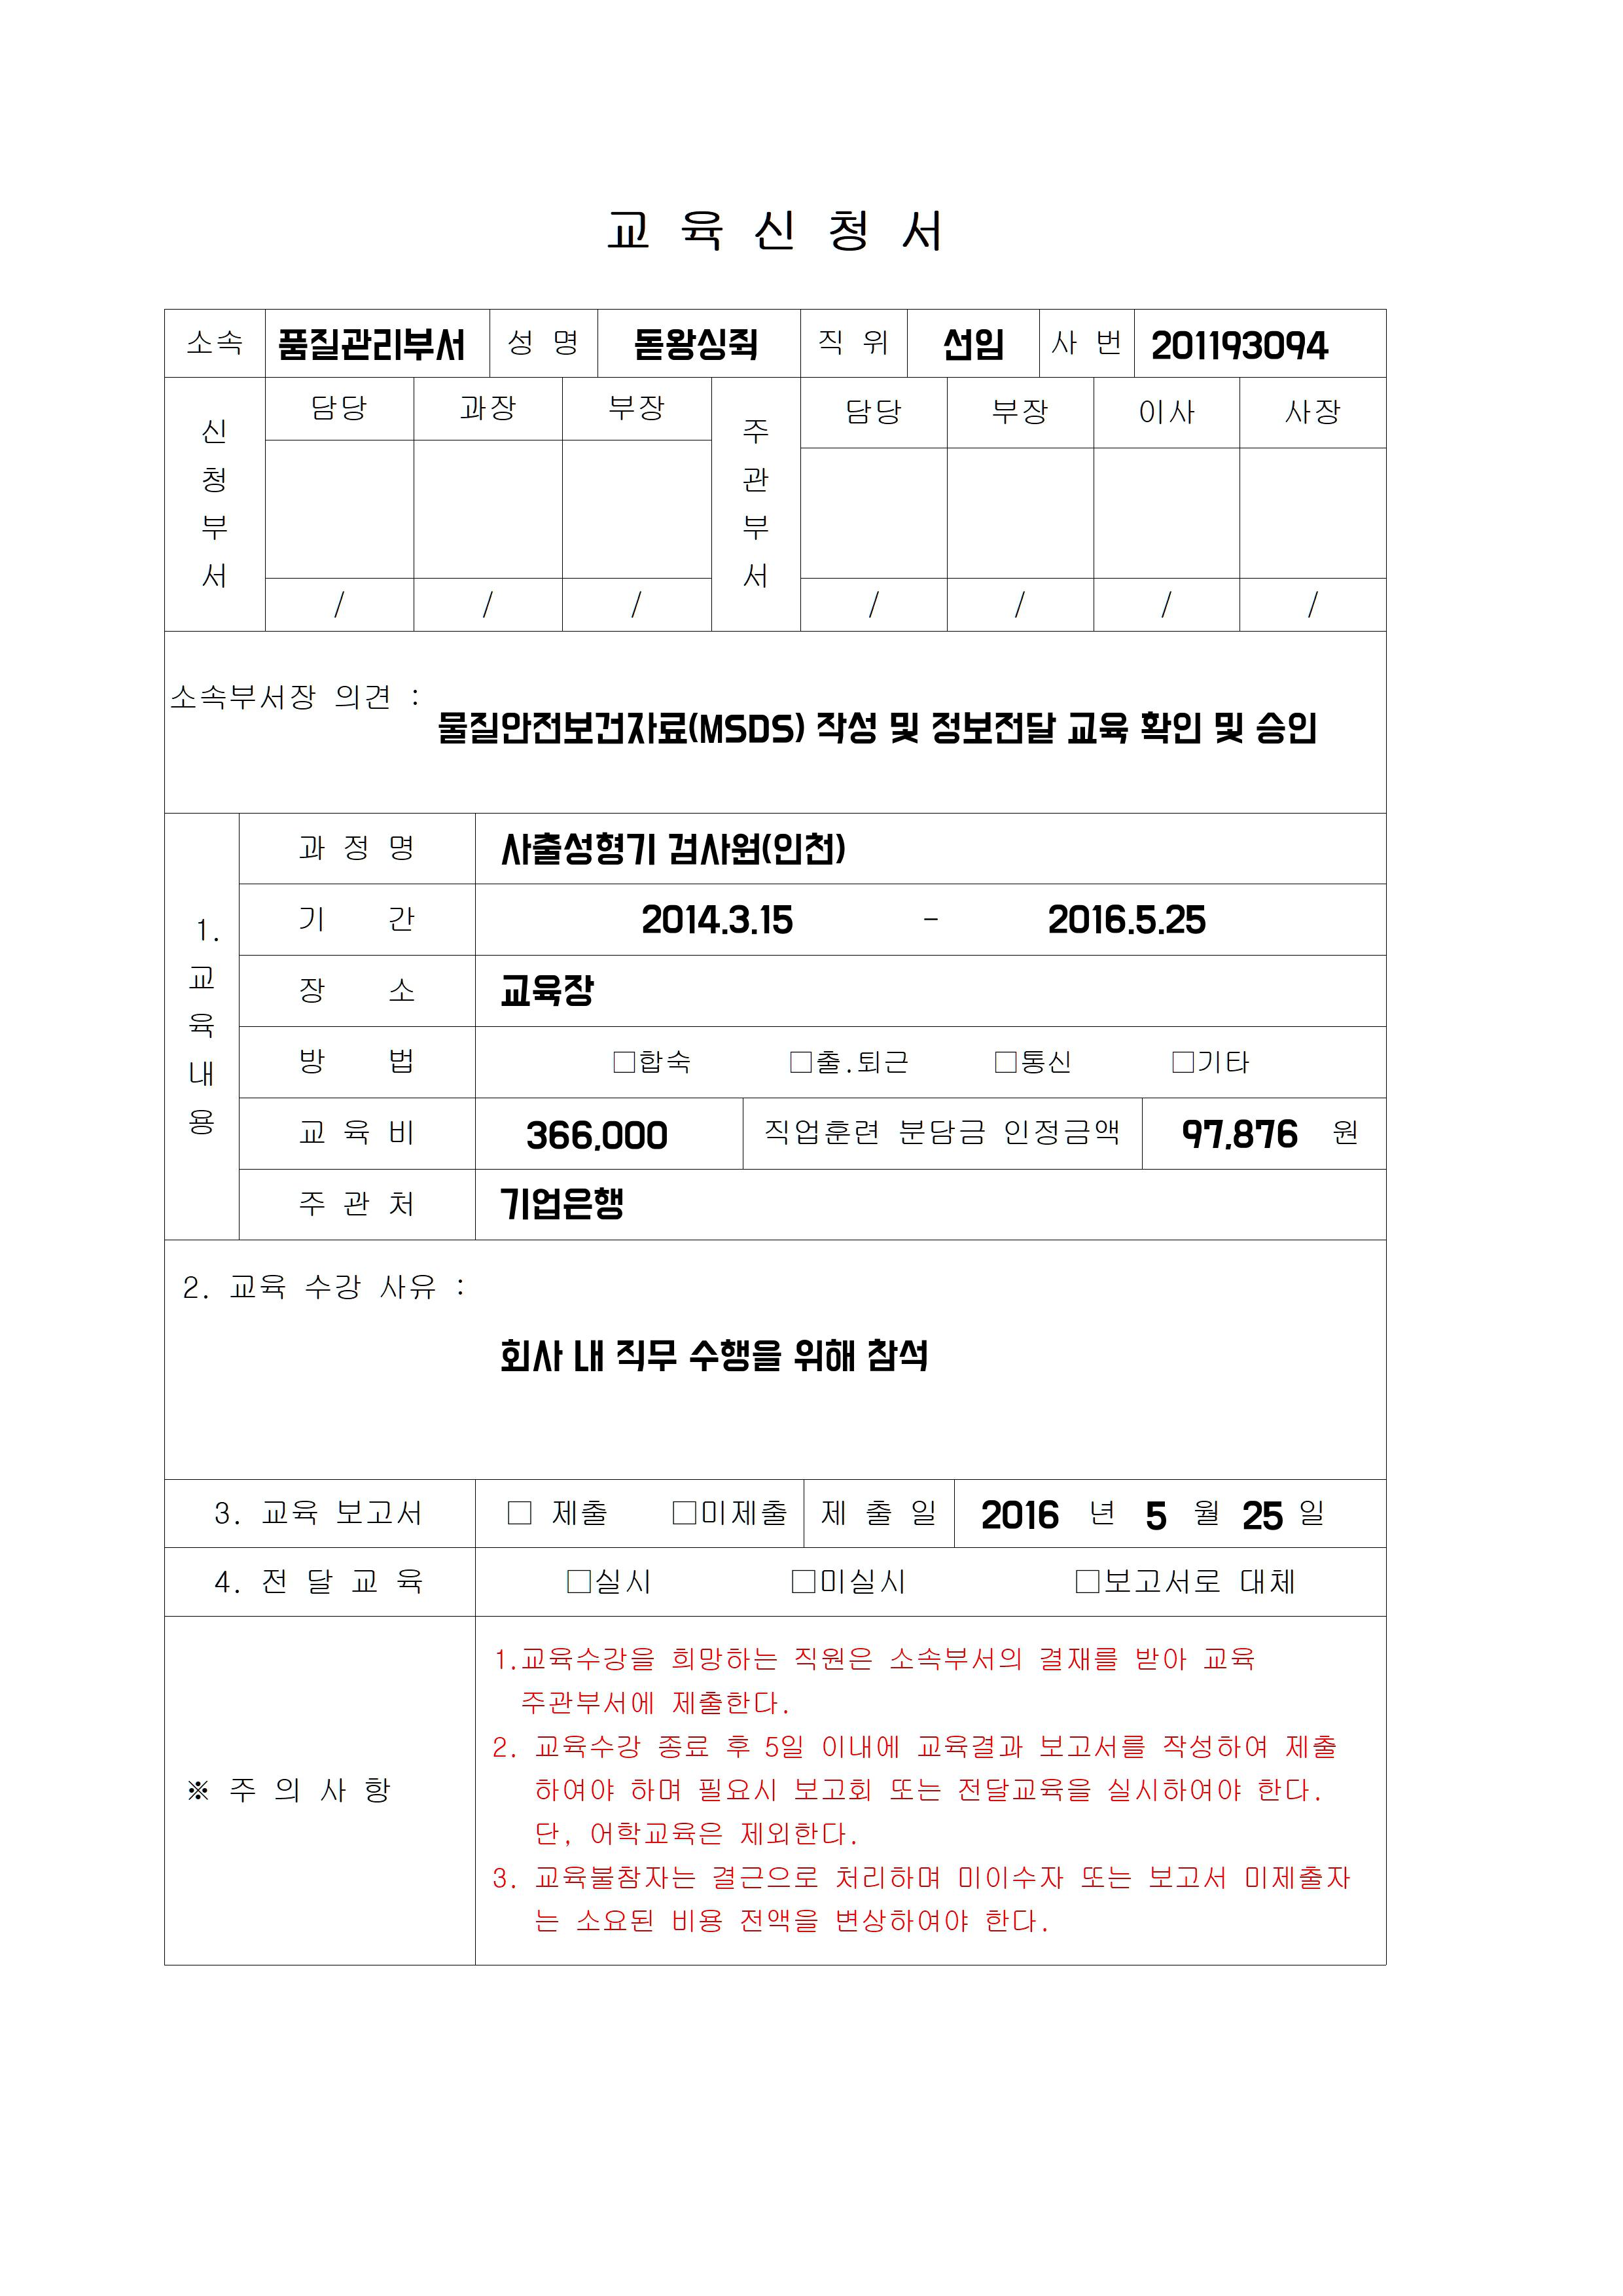 교 육 신 청 서
소속 품질관리부서 성 명 돋왕싱줙 직 위 선임 사 번 201193094
신청부서 담당 과장 부장 주관부서 담당 부장 이사 사장
/ / / / / / /
소속부서장 의견 :
물질안전보건자료(MSDS) 작성 및 정보전달 교육 확인 및 승인
1. 교육내용
과 정 명 사출성형기 검사원(인천)
기 간 2014.3.15 - 2016.5.25
장 소 교육장
방 법 □합숙 □출.퇴근 □통신 □기타
교 육 비 366,000 직업훈련 분담금 인정금액 97,876 원
주 관 처 기업은행
2. 교육 수강 사유 :
회사 내 직무 수행을 위해 참석
3. 교육 보고서 □ 제출 □미제출 제 출 일 2016 년 5 월 25 일
4. 전 달 교 육 □실시 □미실시 □보고서로 대체
※ 주 의 사 항
1.교육수강을 희망하는 직원은 소속부서의 결재를 받아 교육
주관부서에 제출한다.
2. 교육수강 종료 후 5일 이내에 교육결과 보고서를 작성하여 제출
하여야 하며 필요시 보고회 또는 전달교육을 실시하여야 한다.
단, 어학교육은 제외한다.
3. 교육불참자는 결근으로 처리하며 미이수자 또는 보고서 미제출자
는 소요된 비용 전액을 변상하여야 한다.